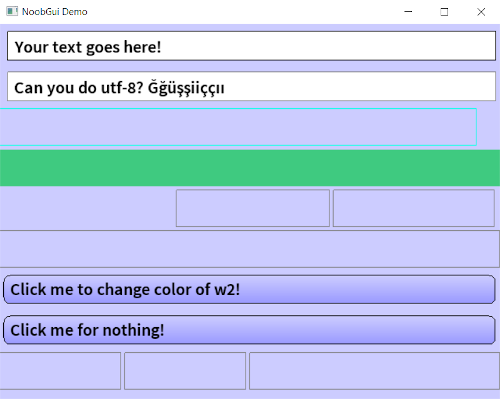 NoobGui Demo
Your text goes here!
Can you do utf-8? Ğğüşşiiççıı
Click me to change color of w2!
Click me for nothing!